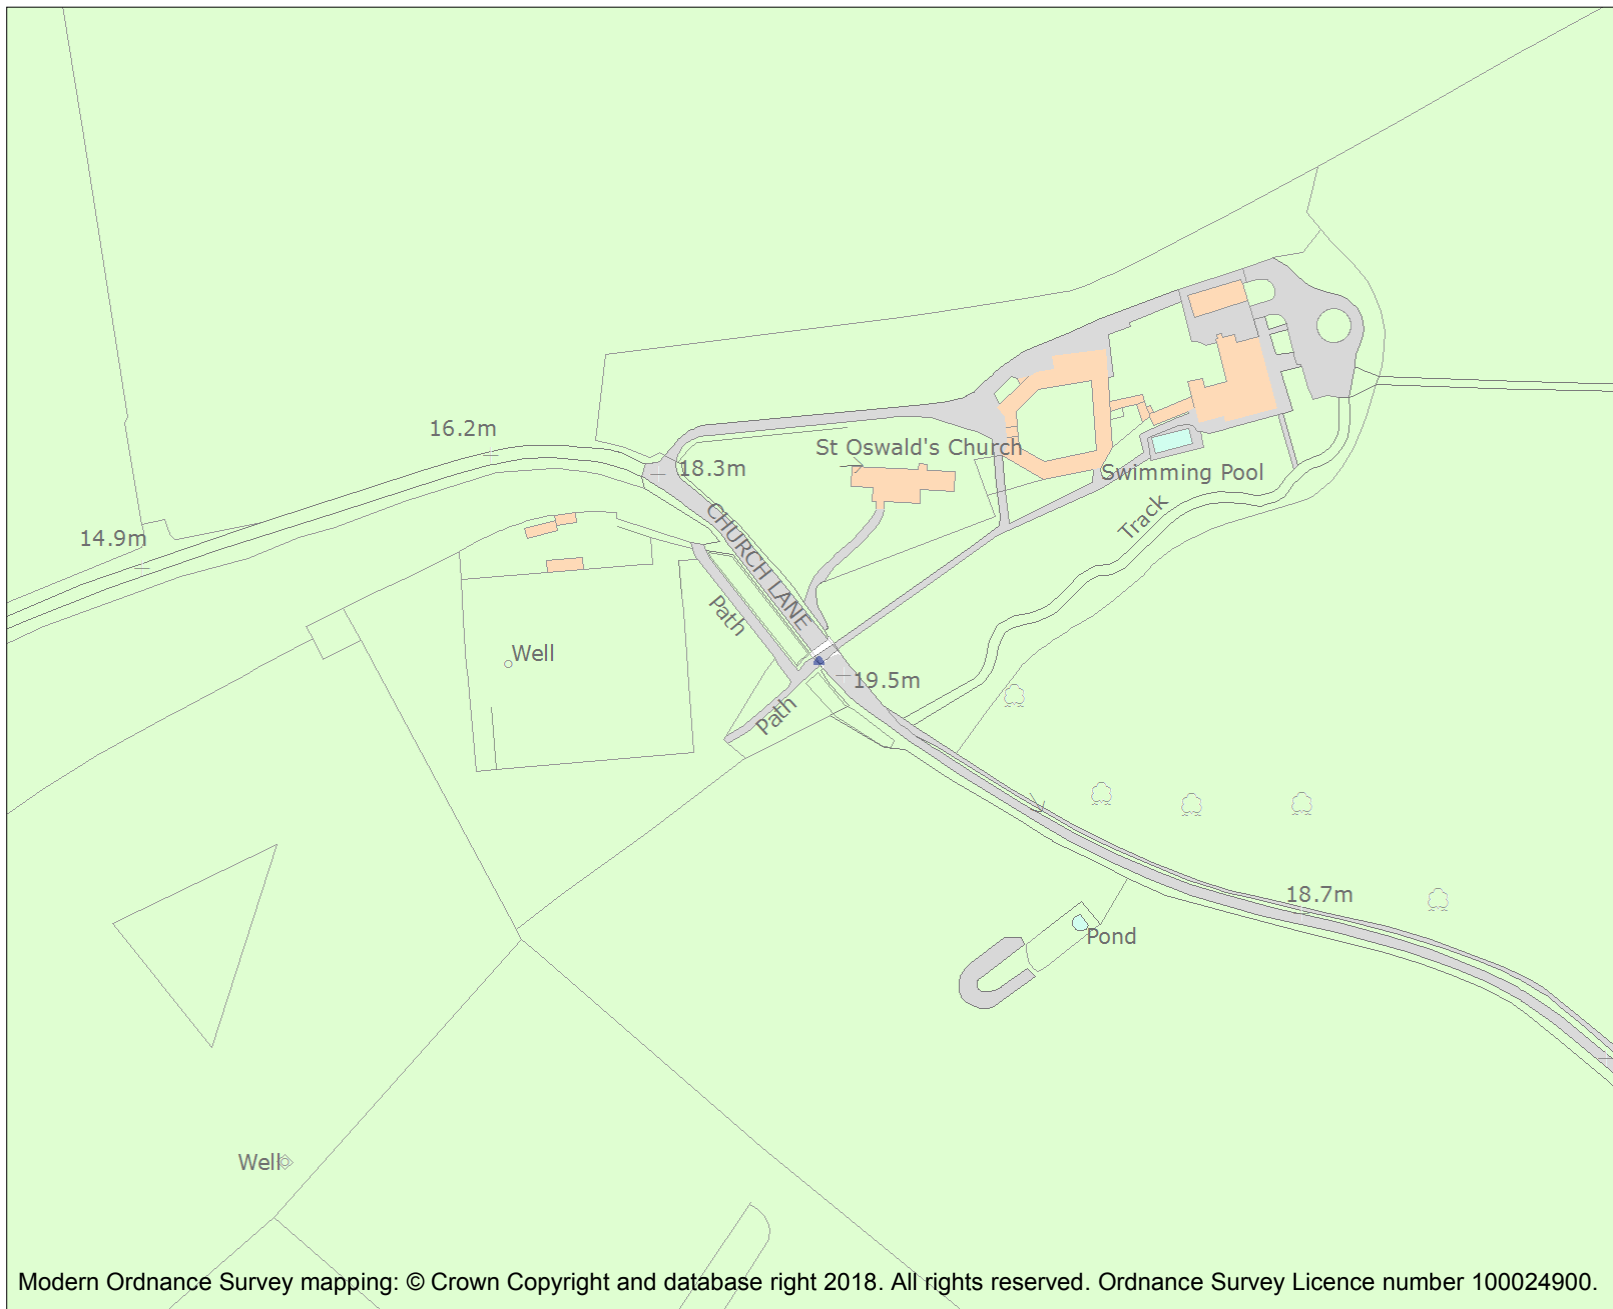 16.2m
St Oswald's Church
18.3m
Swimming Pool
CHURCH LANE
Track
14.9m
Path
Well
19.5m
Path
18.7m
Pond
Well
Modern Ordnance Survey mapping: © Crown Copyright and database right 2018. All rights reserved. Ordnance Survey Licence number 100024900.